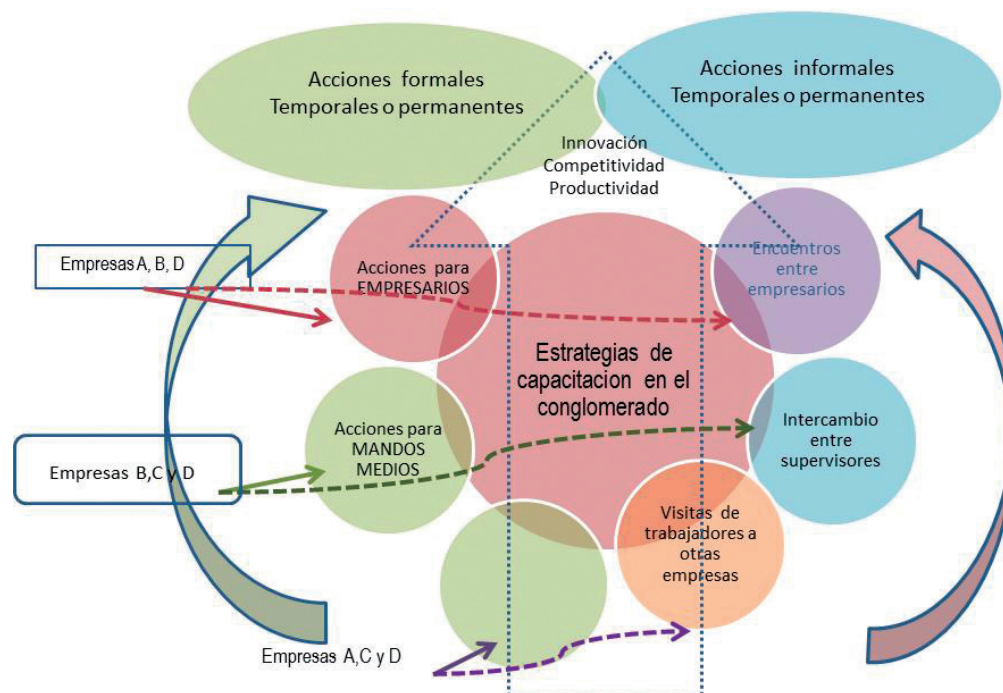 Acciones formales
Temporales o permanentes
Acciones informales
Temporales o permanentes
Innovación
Competitividad
Productividad
Empresas A, B, D
Acciones para
EMPRESARIOS
Encuentros
entre
empresarios
Estrategias de
capacitacion en el
conglomerado
Acciones para
MANDOS
MEDIOS
Intercambio
entre
supervisores
Empresas B,C y D
Visitas de
trabajadores a
otras
empresas
Empresas A,C y D